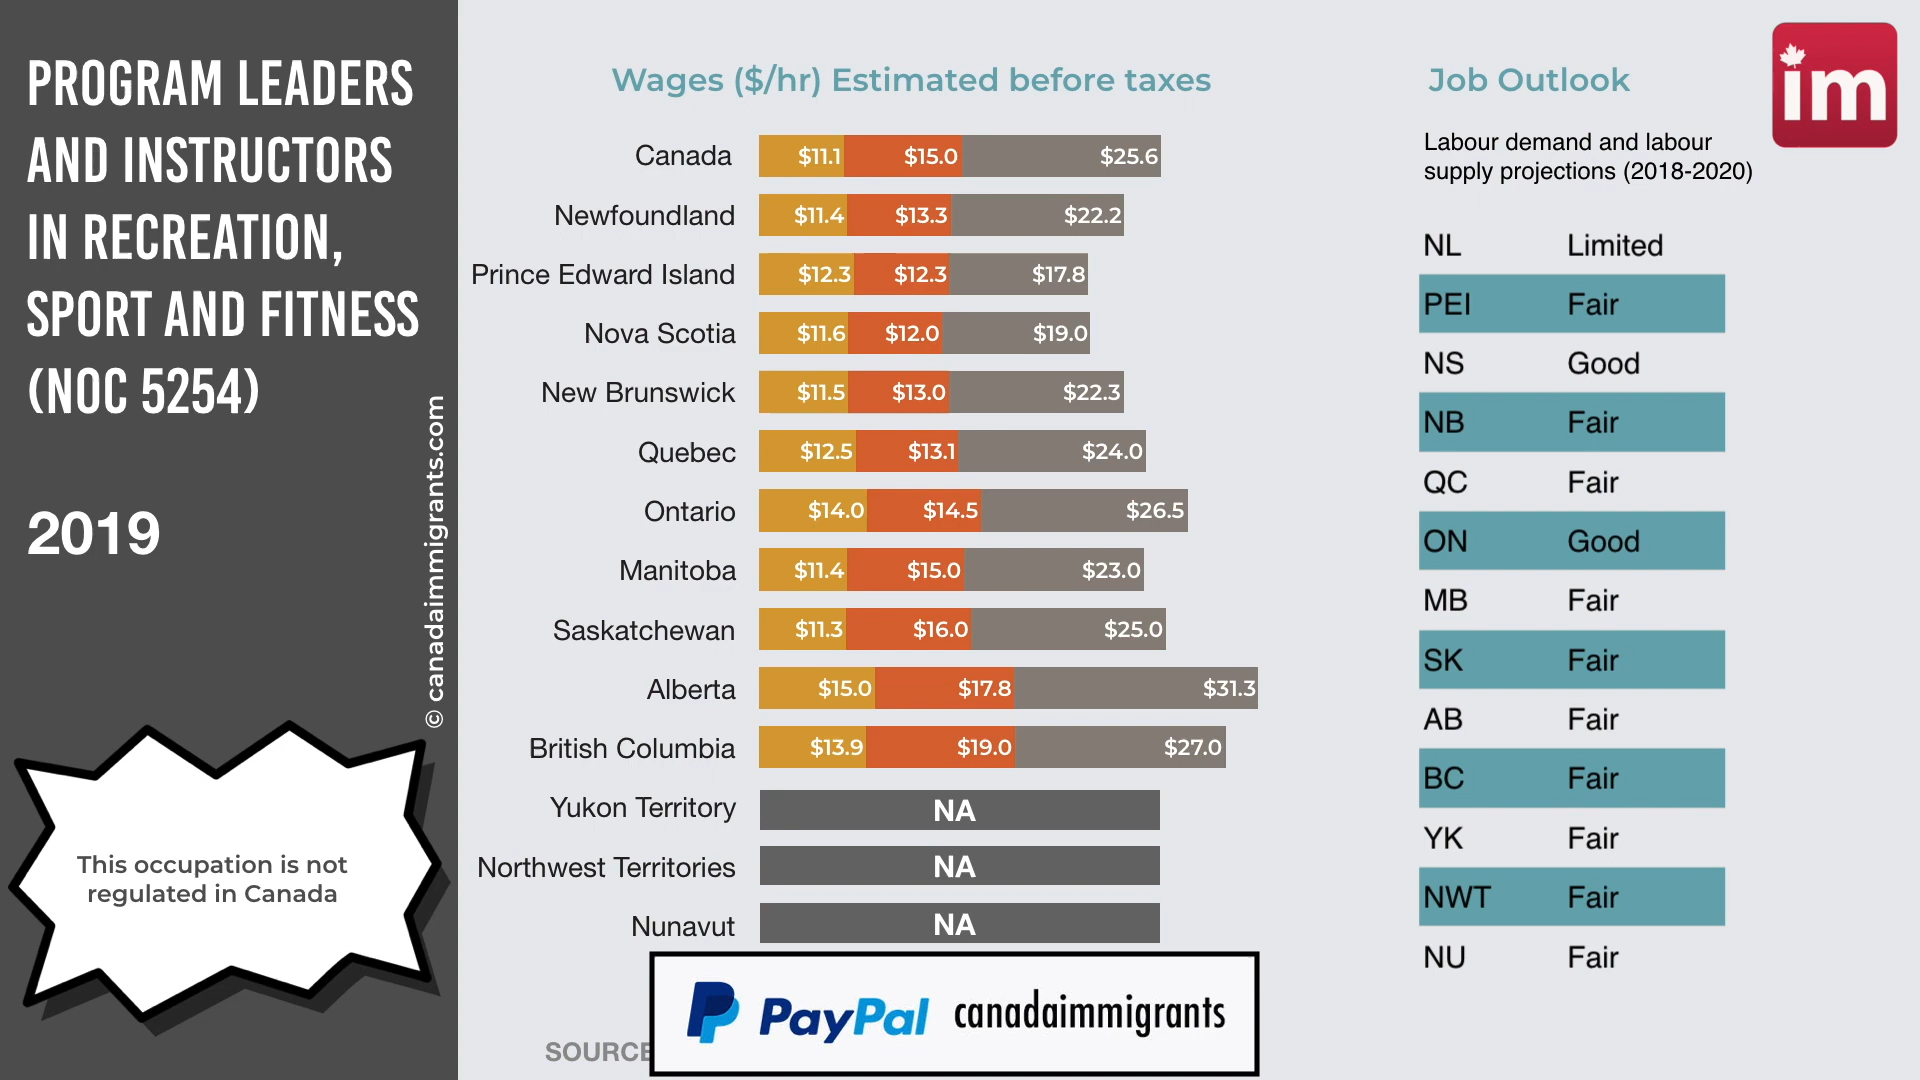 PROGRAM LEADERS
AND INSTRUCTORS
IN RECREATION,
SPORT AND FITNESS
(NOC 5254)
2019
© canadaimmigrants.com
This occupation is not
regulated in Canada
Wages ($/hr) Estimated before taxes
Canada $11.1 $15.0 $25.6
Newfoundland $11.4 $13.3 $22.2
Prince Edward Island $12.3 $12.3 $17.8
Nova Scotia $11.6 $12.0 $19.0
New Brunswick $11.5 $13.0 $22.3
Quebec $12.5 $13.1 $24.0
Ontario $14.0 $14.5 $26.5
Manitoba $11.4 $15.0 $23.0
Saskatchewan $11.3 $16.0 $25.0
Alberta $15.0 $17.8 $31.3
British Columbia $13.9 $19.0 $27.0
Yukon Territory NA
Northwest Territories NA
Nunavut NA
SOURCE
PayPal canadaimmigrants
Job Outlook
im
Labour demand and labour
supply projections (2018-2020)
NL Limited
PEI Fair
NS Good
NB Fair
QC Fair
ON Good
MB Fair
SK Fair
AB Fair
BC Fair
YK Fair
NWT Fair
NU Fair